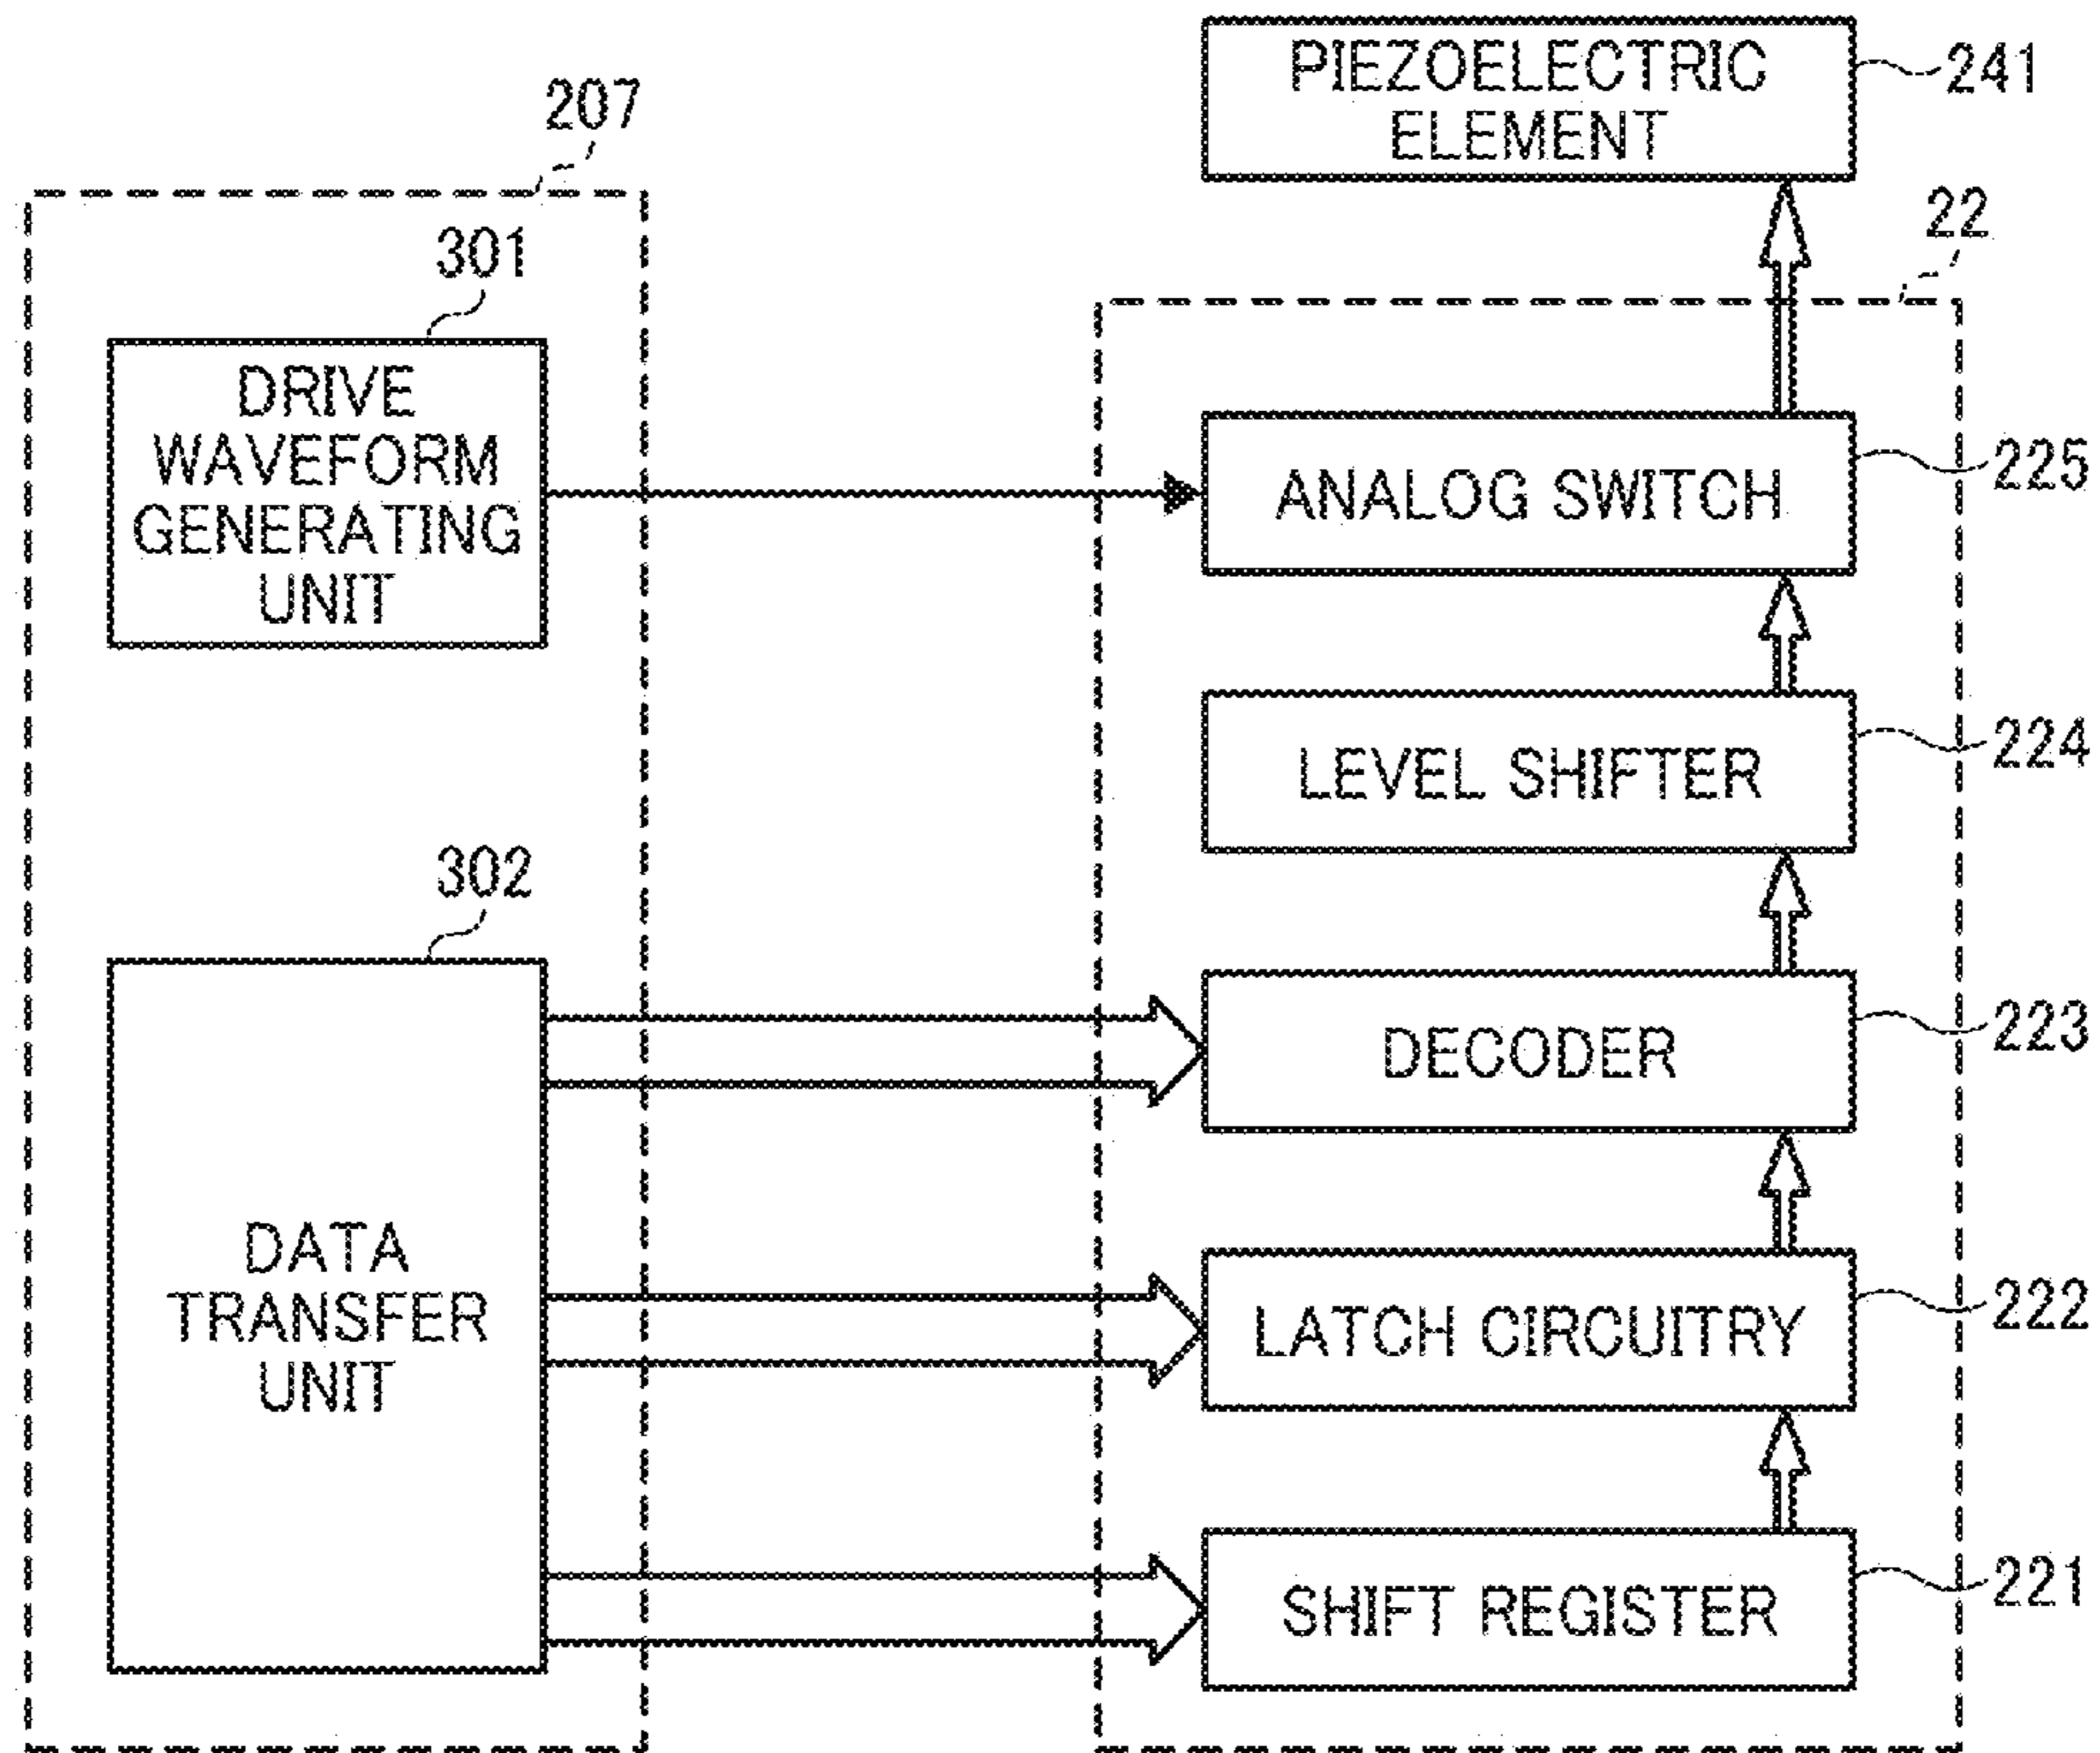 PIEZOELECTRIC
ELEMENT
241
207
22
301
DRIVE
WAVEFORM
GENERATING
UNIT
ANALOG SWITCH
225
LEVEL SHIFTER
224
302
DECODER
223
DATA
TRANSFER
UNIT
LATCH CIRCUITRY
222
SHIFT REGISTER
221